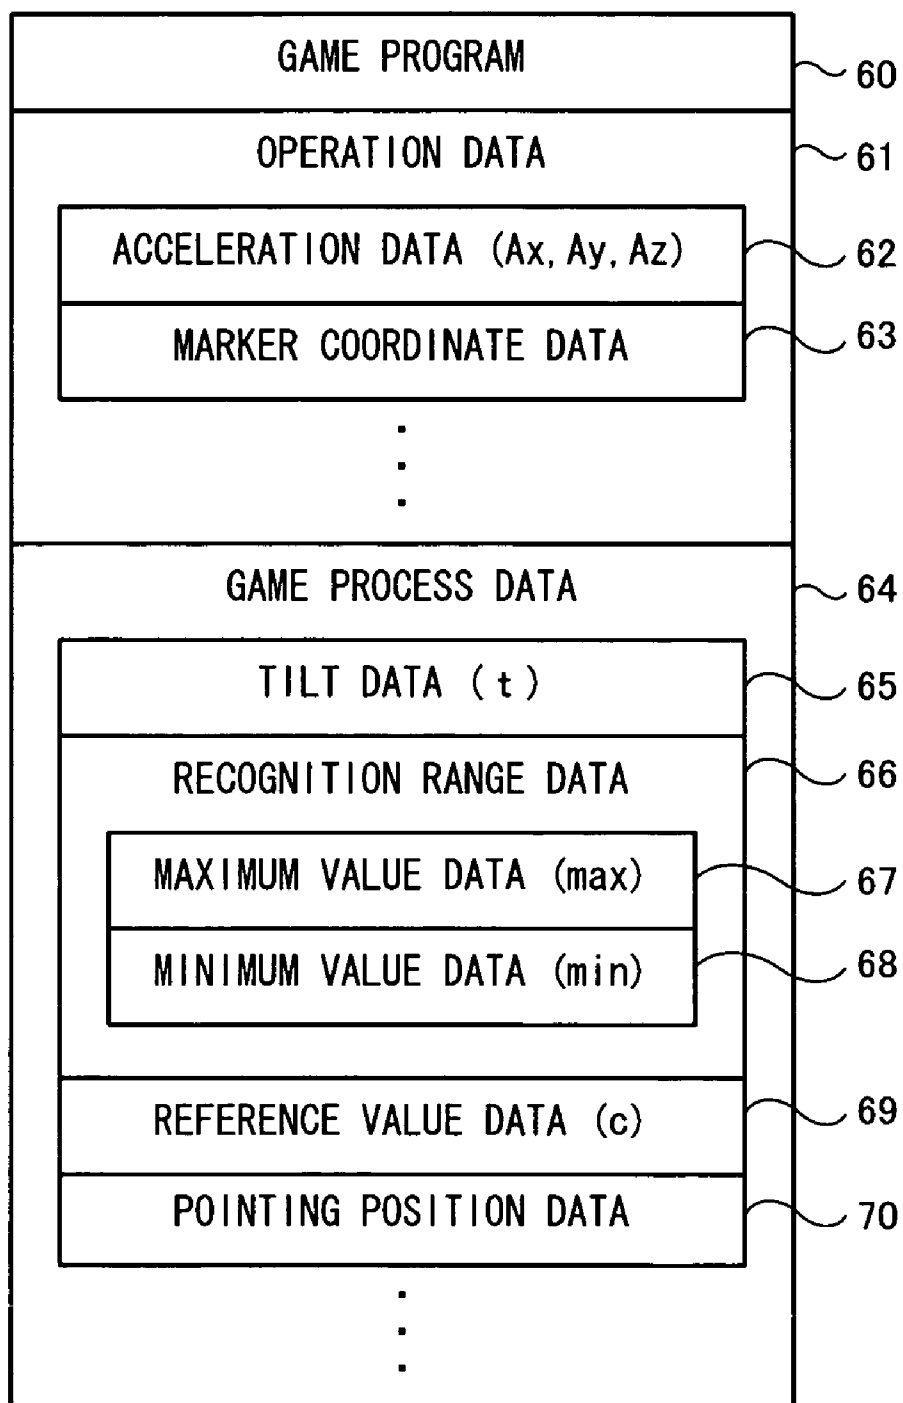 GAME PROGRAM 60
OPERATION DATA 61
ACCELERATION DATA (Ax, Ay, Az) 62
MARKER COORDINATE DATA 63
GAME PROCESS DATA 64
TILT DATA (t) 65
RECOGNITION RANGE DATA 66
MAXIMUM VALUE DATA (max) 67
MINIMUM VALUE DATA (min) 68
REFERENCE VALUE DATA (c) 69
POINTING POSITION DATA 70